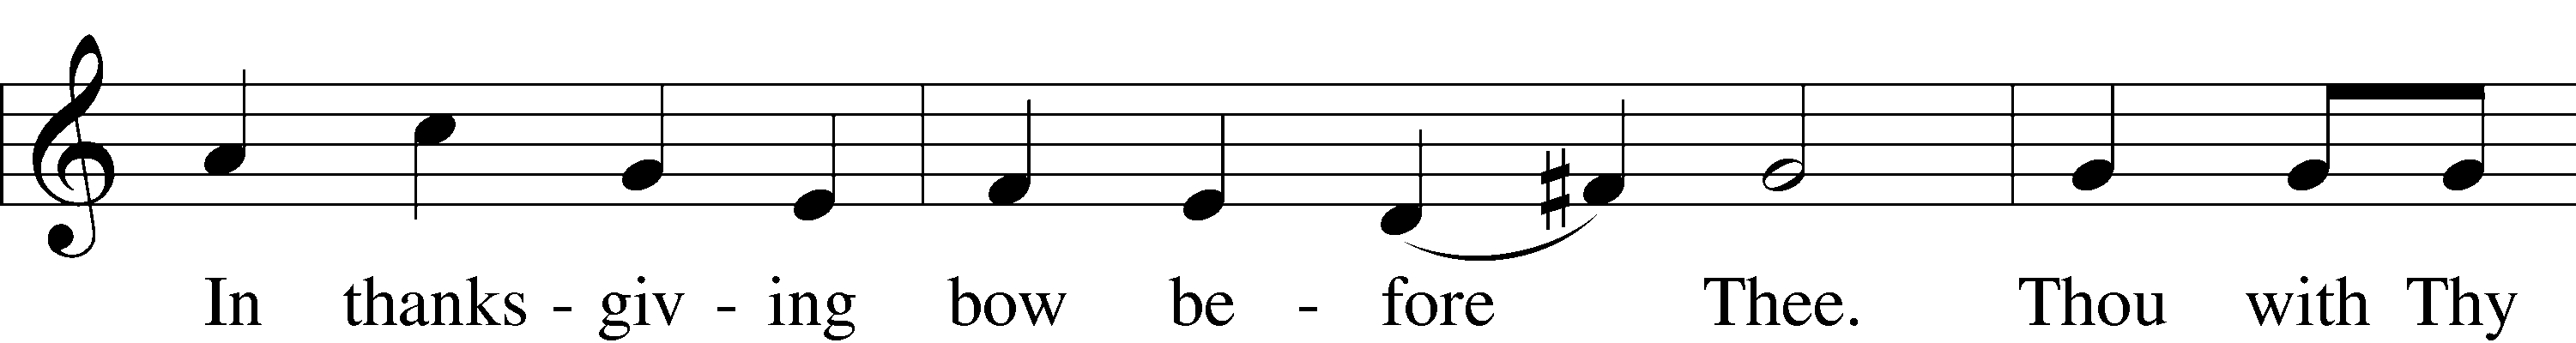 In thanks - giv - ing bow be - fore Thee. Thou with Thy